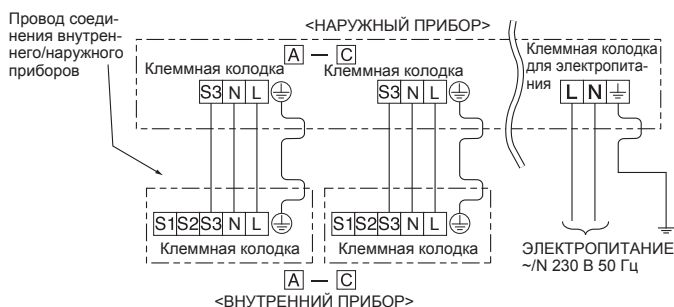 Провод соеди-
нения внутрен-
него/наружного
приборов
<НАРУЖНЫЙ ПРИБОР>
A — C
Клеммная колодка
Клеммная колодка
Клеммная колодка
для электропита-
ния
S3 N L
S3 N L
L N
S1 S2 S3 N L
S1 S2 S3 N L
Клеммная колодка
Клеммная колодка
ЭЛЕКТРОПИТАНИЕ
~/N 230 В 50 Гц
A — C
<ВНУТРЕННИЙ ПРИБОР>